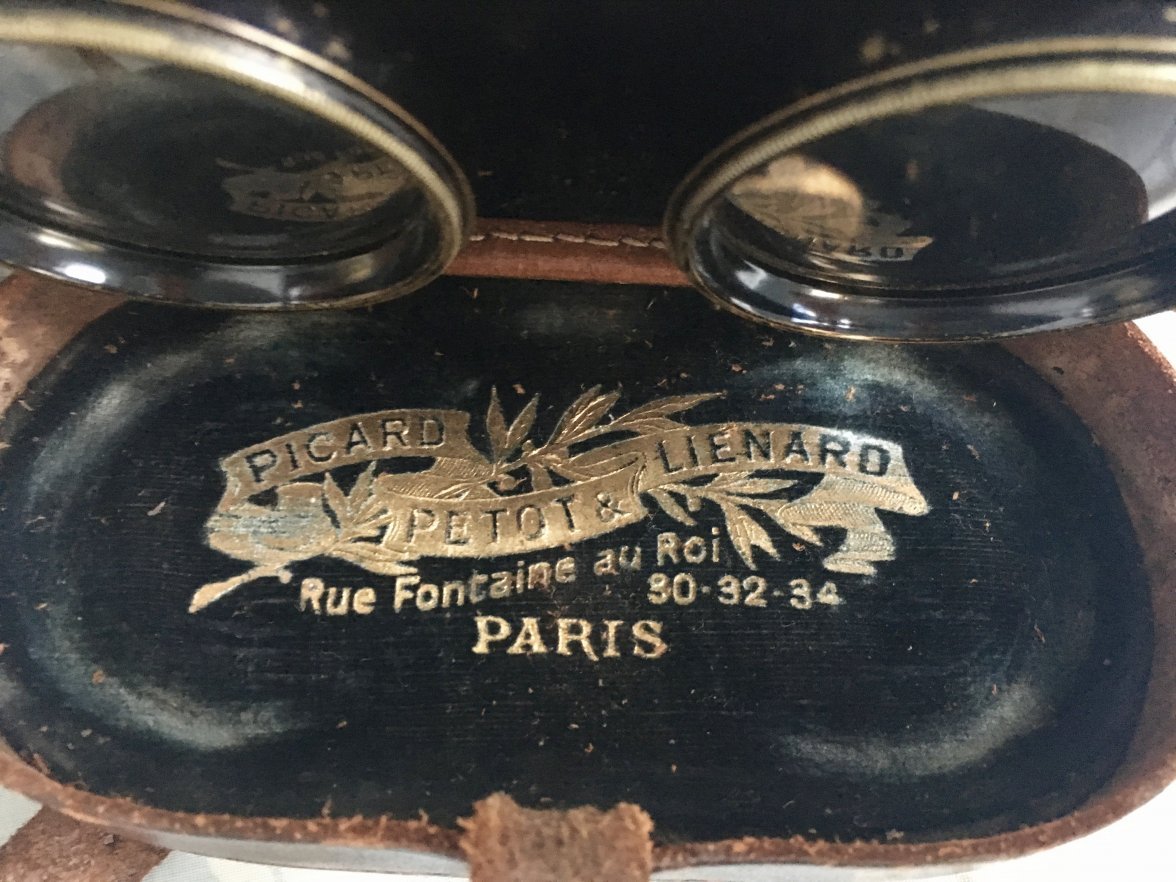 PICARD
LIENARD
PETOT &
Rue Fontaine au Roi
30·32·34
PARIS